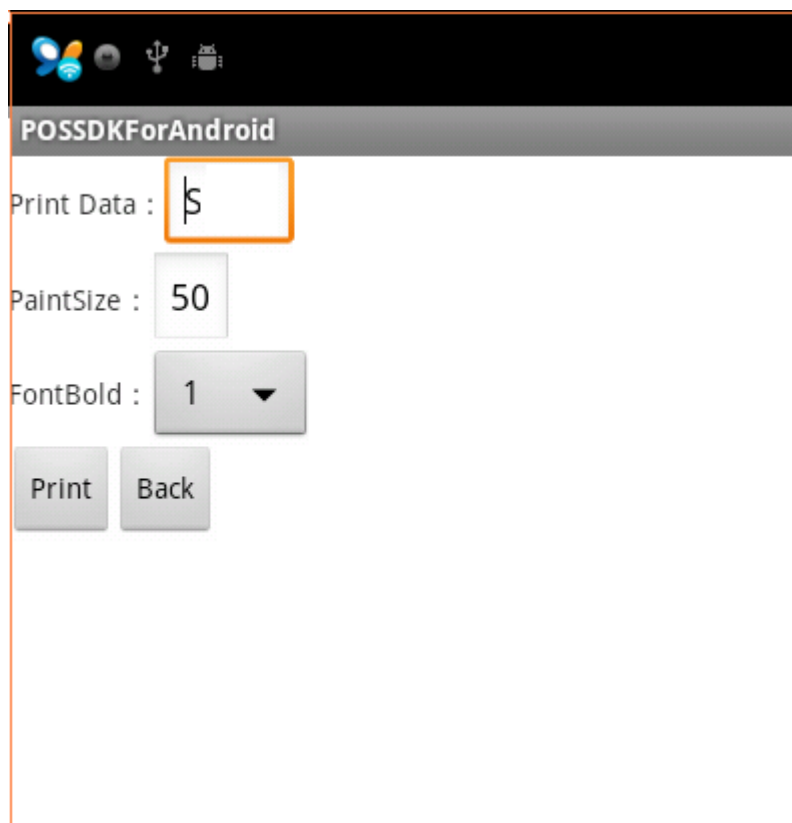 POSSDKForAndroid
Print Data : S
PaintSize : 50
FontBold : 1
Print Back